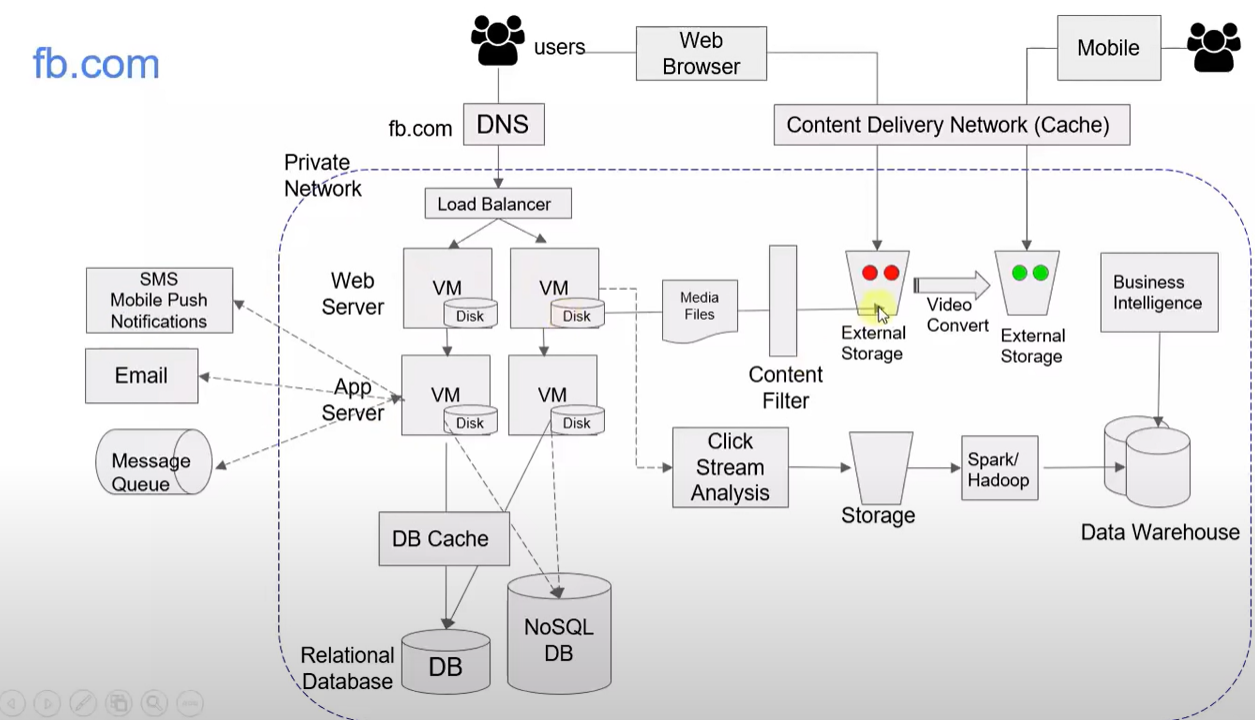 fb.com
users
Web
Browser
Mobile
fb.com
DNS
Content Delivery Network (Cache)
Private
Network
Load Balancer
Web
Server
VM
Disk
VM
Disk
SMS
Mobile Push
Notifications
Media
Files
Content
Filter
External
Storage
Video
Convert
External
Storage
Business
Intelligence
Email
App
Server
VM
Disk
VM
Disk
Message
Queue
Click
Stream
Analysis
Storage
Spark/
Hadoop
Data Warehouse
DB Cache
NoSQL
DB
Relational
Database
DB